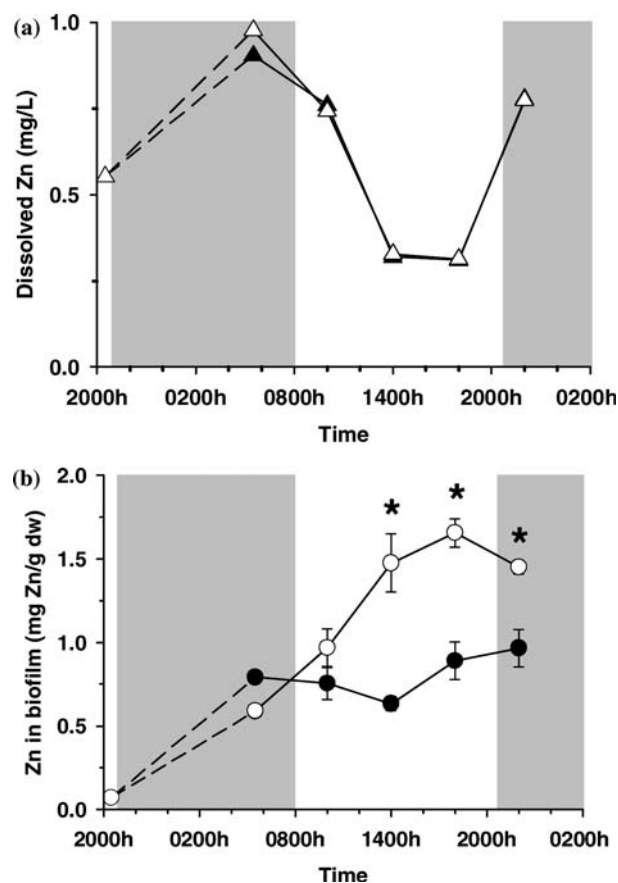 (a)
1.0
0.5
0.0
Dissolved Zn (mg/L)
2000h 0200h 0800h 1400h 2000h 0200h
Time
(b)
2.0
1.5
1.0
0.5
0.0
Zn in biofilm (mg Zn/g dw)
* * *
2000h 0200h 0800h 1400h 2000h 0200h
Time